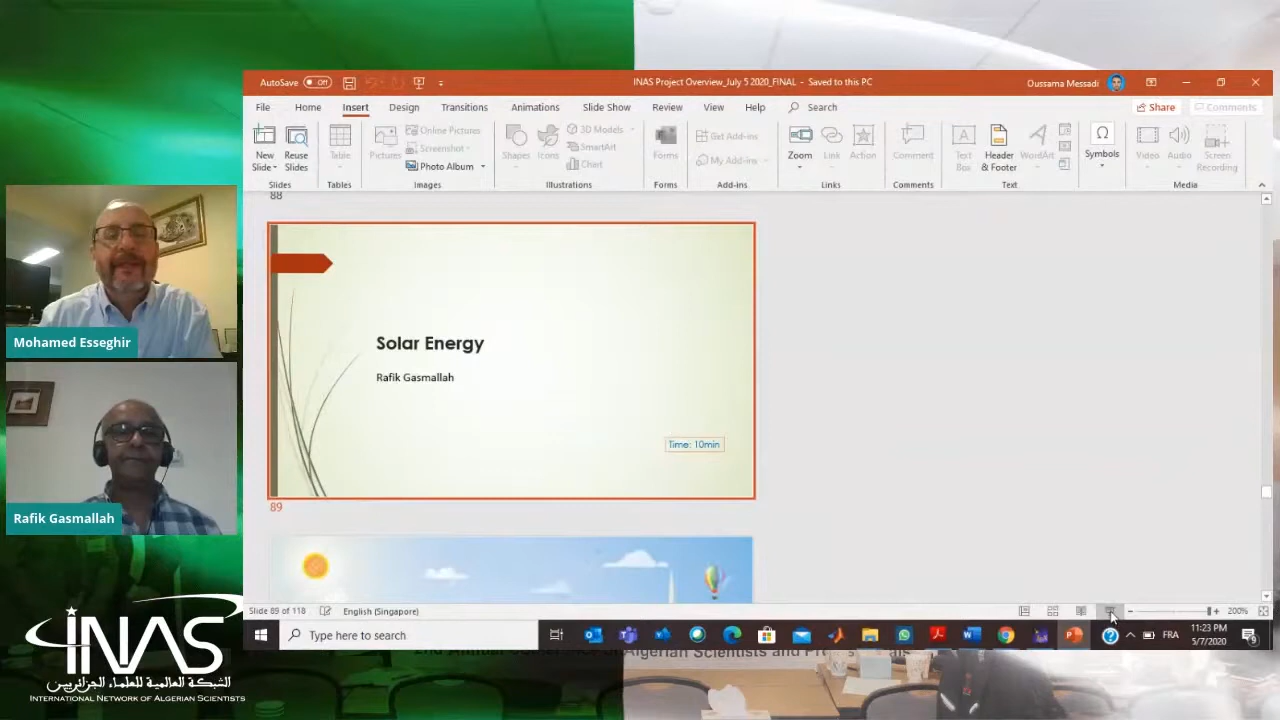 AutoSave Off
INAS Project Overview_July 5 2020_FINAL - Saved to this PC
Oussama Messadi
File Home Insert Design Transitions Animations Slide Show Review View Help Search
Share Comments
New Slide
Reuse Slides
Slides
Table
Tables
Pictures
Online Pictures
Screenshot
Photo Album
Images
Shapes
Icons
3D Models
SmartArt
Chart
Illustrations
Forms
Forms
Get Add-ins
My Add-ins
Add-ins
Zoom
Link
Action
Links
Comment
Comments
Text Box
Header & Footer
WordArt
Text
Symbols
Video
Audio
Screen Recording
Media
88
Solar Energy
Rafik Gasmallah
Time: 10min
89
Mohamed Esseghir
Rafik Gasmallah
Slide 89 of 118 English (Singapore) 200%
Type here to search
FRA
11:23 PM
5/7/2020
iNAS
الشبكة العالمية للعلماء الجزائريين
INTERNATIONAL NETWORK OF ALGERIAN SCIENTISTS